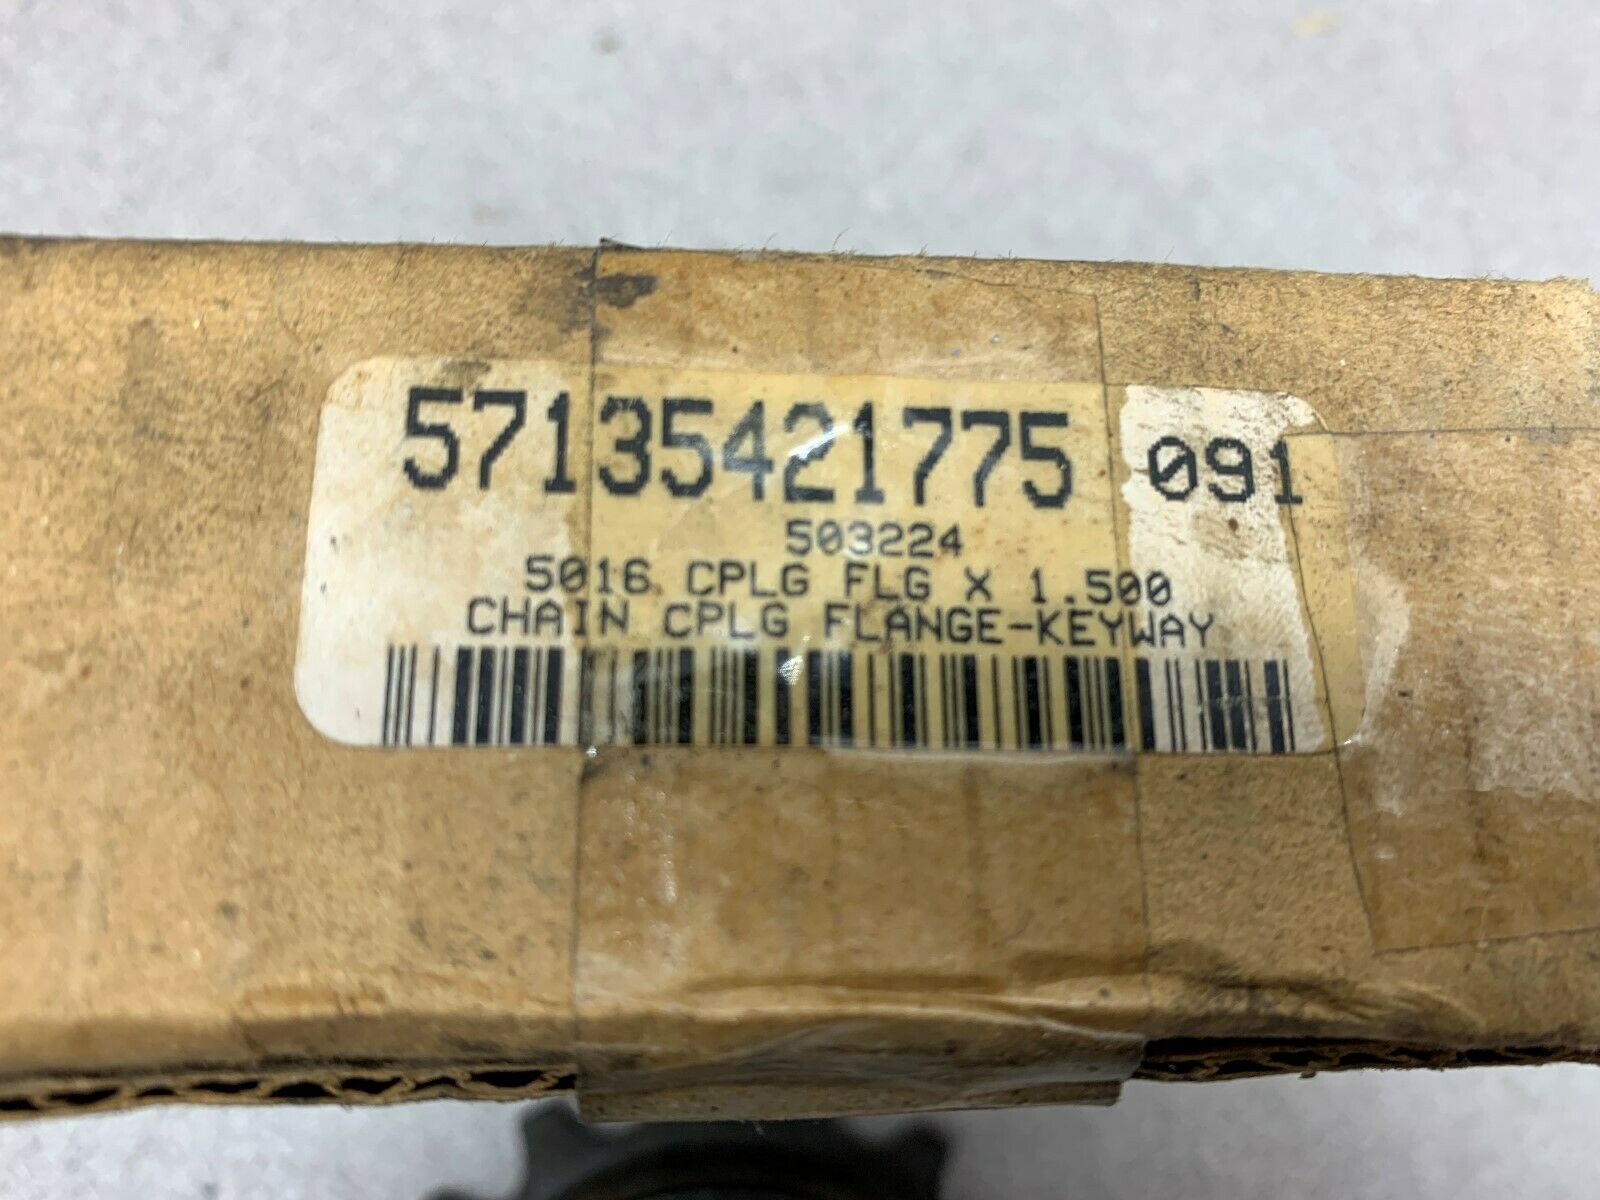 57135421775 091
503224
5016 CPLG FLG X 1.500
CHAIN CPLG FLANGE-KEYWAY